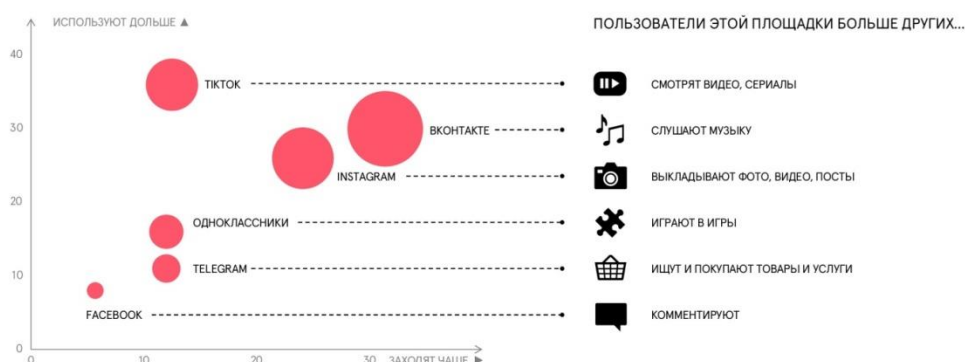 ИСПОЛЬЗУЮТ ДОЛЬШЕ ▲
ПОЛЬЗОВАТЕЛИ ЭТОЙ ПЛОЩАДКИ БОЛЬШЕ ДРУГИХ...
40
TIKTOK
СМОТРЯТ ВИДЕО, СЕРИАЛЫ
30
ВКОНТАКТЕ
СЛУШАЮТ МУЗЫКУ
INSTAGRAM
ВЫКЛАДЫВАЮТ ФОТО, ВИДЕО, ПОСТЫ
20
ОДНОКЛАССНИКИ
ИГРАЮТ В ИГРЫ
10
TELEGRAM
ИЩУТ И ПОКУПАЮТ ТОВАРЫ И УСЛУГИ
FACEBOOK
КОММЕНТИРУЮТ
0
0 10 20 30 ЗАХОДЯТ ЧАЩЕ ▶